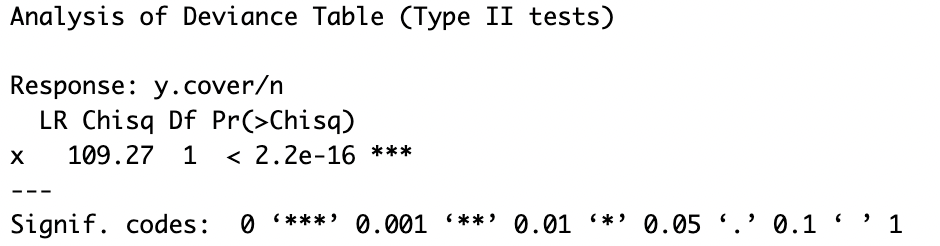 Analysis of Deviance Table (Type II tests)

Response: y.cover/n
  LR Chisq Df Pr(>Chisq)
x   109.27  1  < 2.2e-16 ***
---
Signif. codes:  0 ‘***’ 0.001 ‘**’ 0.01 ‘*’ 0.05 ‘.’ 0.1 ‘ ’ 1